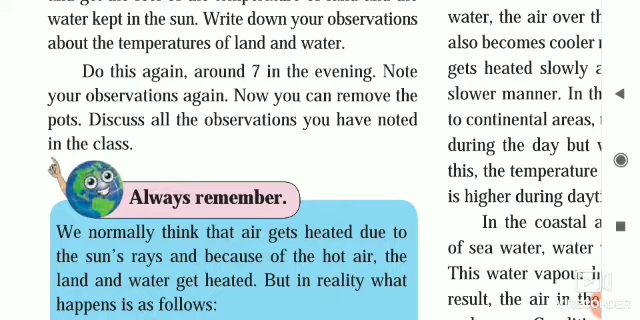 water kept in the sun. Write down your observations
about the temperatures of land and water.
Do this again, around 7 in the evening. Note
your observations again. Now you can remove the
pots. Discuss all the observations you have noted
in the class.
Always remember.
We normally think that air gets heated due to
the sun's rays and because of the hot air, the
land and water get heated. But in reality what
happens is as follows:
water, the air over
also becomes cooler
gets heated slowly
slower manner. In
to continental areas,
during the day but
this, the temperature
is higher during
In the coastal
of sea water, water
This water vapour
result, the air in